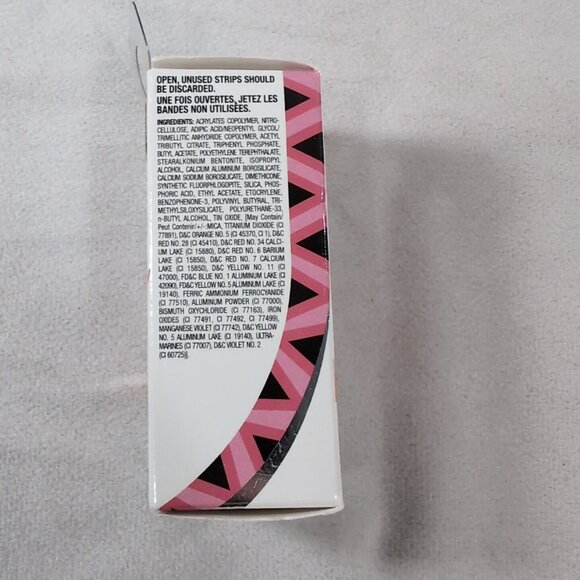 OPEN, UNUSED STRIPS SHOULD
BE DISCARDED.
UNE FOIS OUVERTES, JETEZ LES
BANDES NON UTILISÉES.
INGREDIENTS: ACRYLATES COPOLYMER, NITRO-
CELLULOSE, ADIPIC ACID/NEOPENTYL GLYCOL/
TRIMELLITIC ANHYDRIDE COPOLYMER, ACETYL
TRIBUTYL CITRATE, TRIPHENYL PHOSPHATE,
BUTYL ACETATE, POLYETHYLENE TEREPHTHALATE,
STEARALKONIUM BENTONITE, ISOPROPYL
ALCOHOL, CALCIUM ALUMINUM BOROSILICATE,
CALCIUM SODIUM BOROSILICATE, DIMETHICONE,
SYNTHETIC FLUORPHLOGOPITE, SILICA, PHOS-
PHORIC ACID, ETHYL ACETATE, ETOCRYLENE,
BENZOPHENONE-3, POLYVINYL BUTYRAL, TRI-
METHYLSILOXYSILICATE, POLYURETHANE-33,
n-BUTYL ALCOHOL, TIN OXIDE, [May Contain/
Peut Contenir/+/-:MICA, TITANIUM DIOXIDE (CI
77891), D&C ORANGE NO. 5 (CI 45370, CI 1), D&C
RED NO. 28 (CI 45410), D&C RED NO. 34 CALCI-
UM LAKE (CI 15880), D&C RED NO. 6 BARIUM
LAKE (CI 15850), D&C RED NO. 7 CALCIUM
LAKE (CI 15850), D&C YELLOW NO. 11 (CI
47000), FD&C BLUE NO. 1 ALUMINUM LAKE (CI
42090), FD&C YELLOW NO. 5 ALUMINUM LAKE (CI
19140), FERRIC AMMONIUM FERROCYANIDE
(CI 77510), ALUMINUM POWDER (CI 77000),
BISMUTH OXYCHLORIDE (CI 77163), IRON
OXIDES (CI 77491, CI 77492, CI 77499),
MANGANESE VIOLET (CI 77742), D&C YELLOW
NO. 5 ALUMINUM LAKE (CI 19140), ULTRA-
MARINES (CI 77007), D&C VIOLET NO. 2
(CI 60725)].